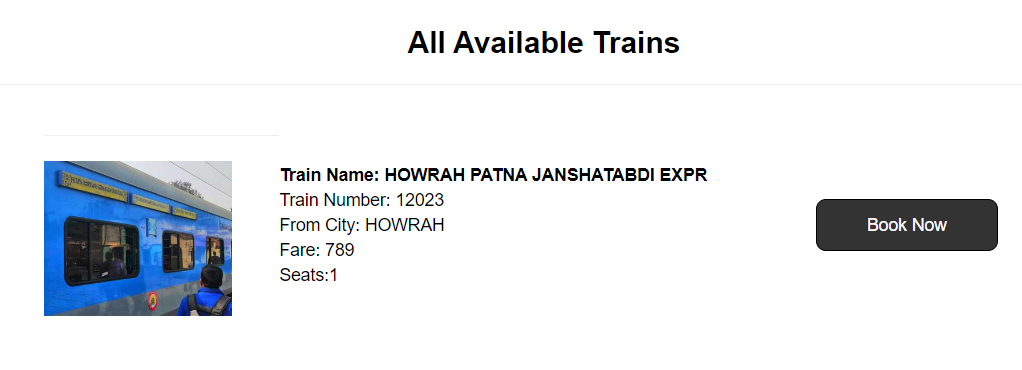 All Available Trains
Train Name: HOWRAH PATNA JANSHATABDI EXPR
Train Number: 12023
From City: HOWRAH
Fare: 789
Seats:1
Book Now